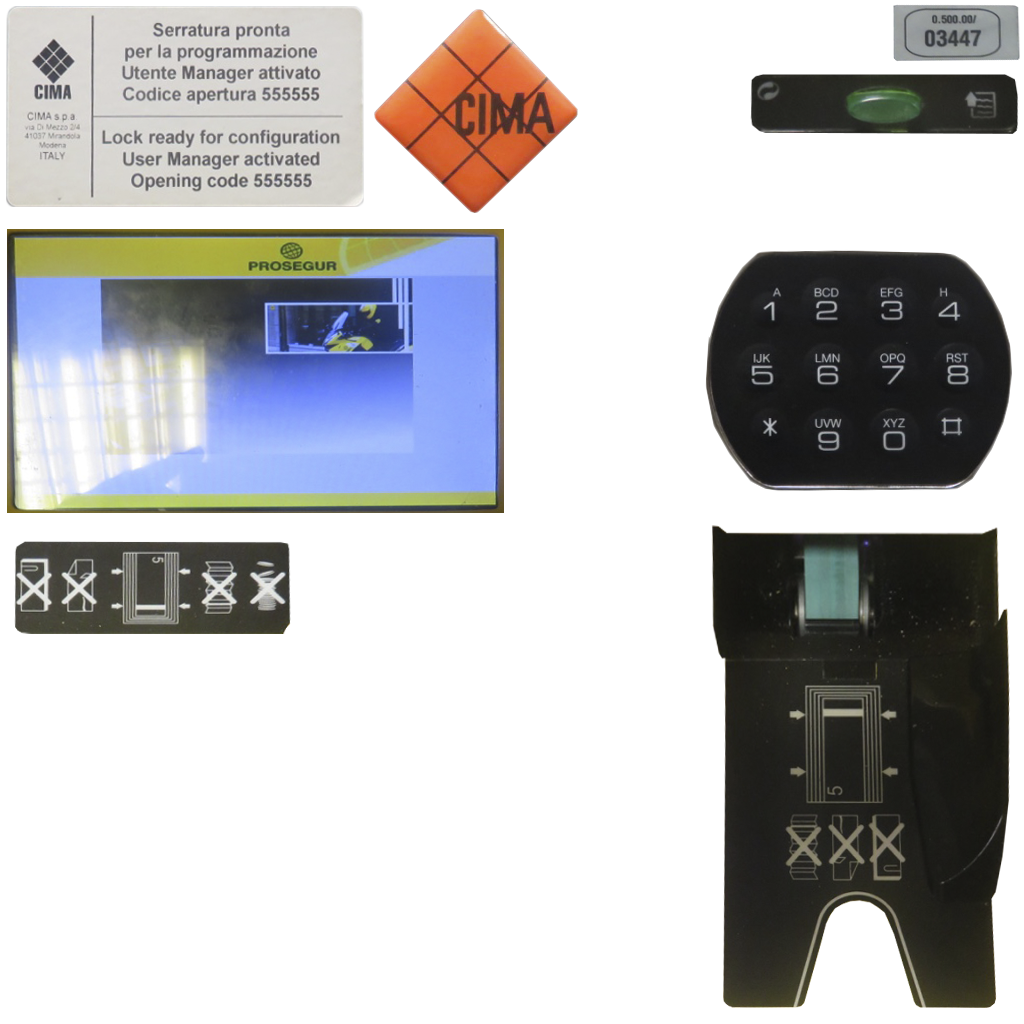 CIMA
CIMA s.p.a
via Di Mezzo 2/4
41037 Mirandola
Modena
ITALY
Serratura pronta
per la programmazione
Utente Manager attivato
Codice apertura 555555
Lock ready for configuration
User Manager activated
Opening code 555555
CIMA
0.500.00/
03447
PROSEGUR
A BCD EFG H
1 2 3 4
IJK LMN OPQ RST
5 6 7 8
UVW XYZ
* 9 0 #
5
5